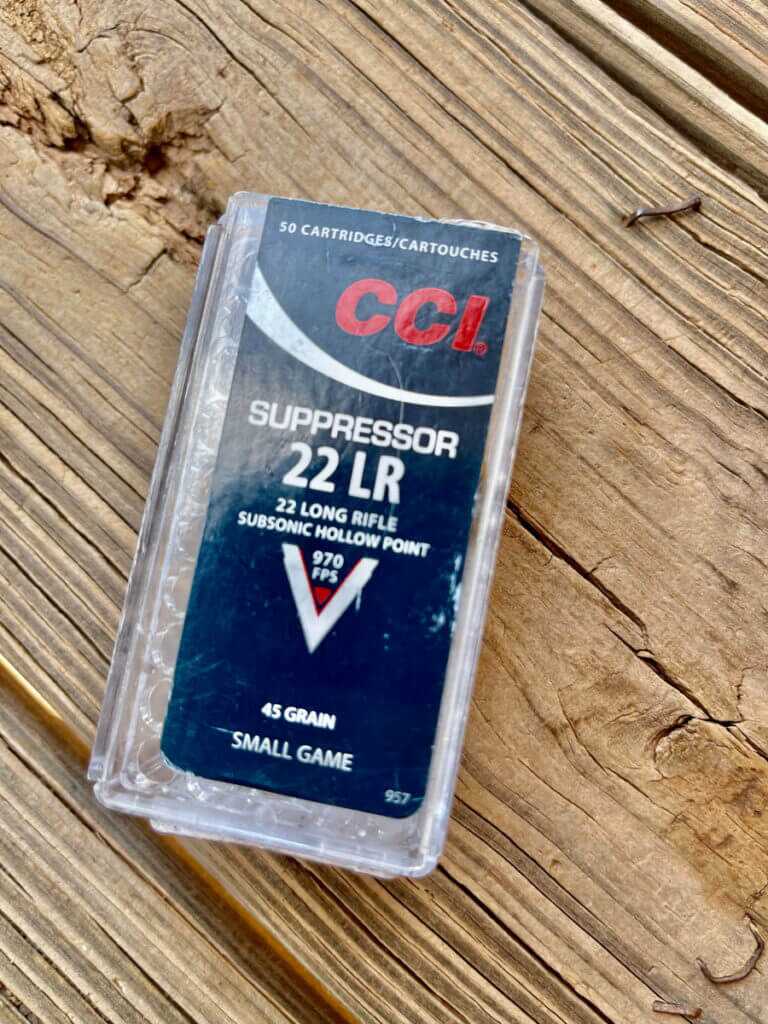 50 CARTRIDGES/CARTOUCHES
CCI®
SUPPRESSOR
22 LR
22 LONG RIFLE
SUBSONIC HOLLOW POINT
970
FPS
45 GRAIN
SMALL GAME
957